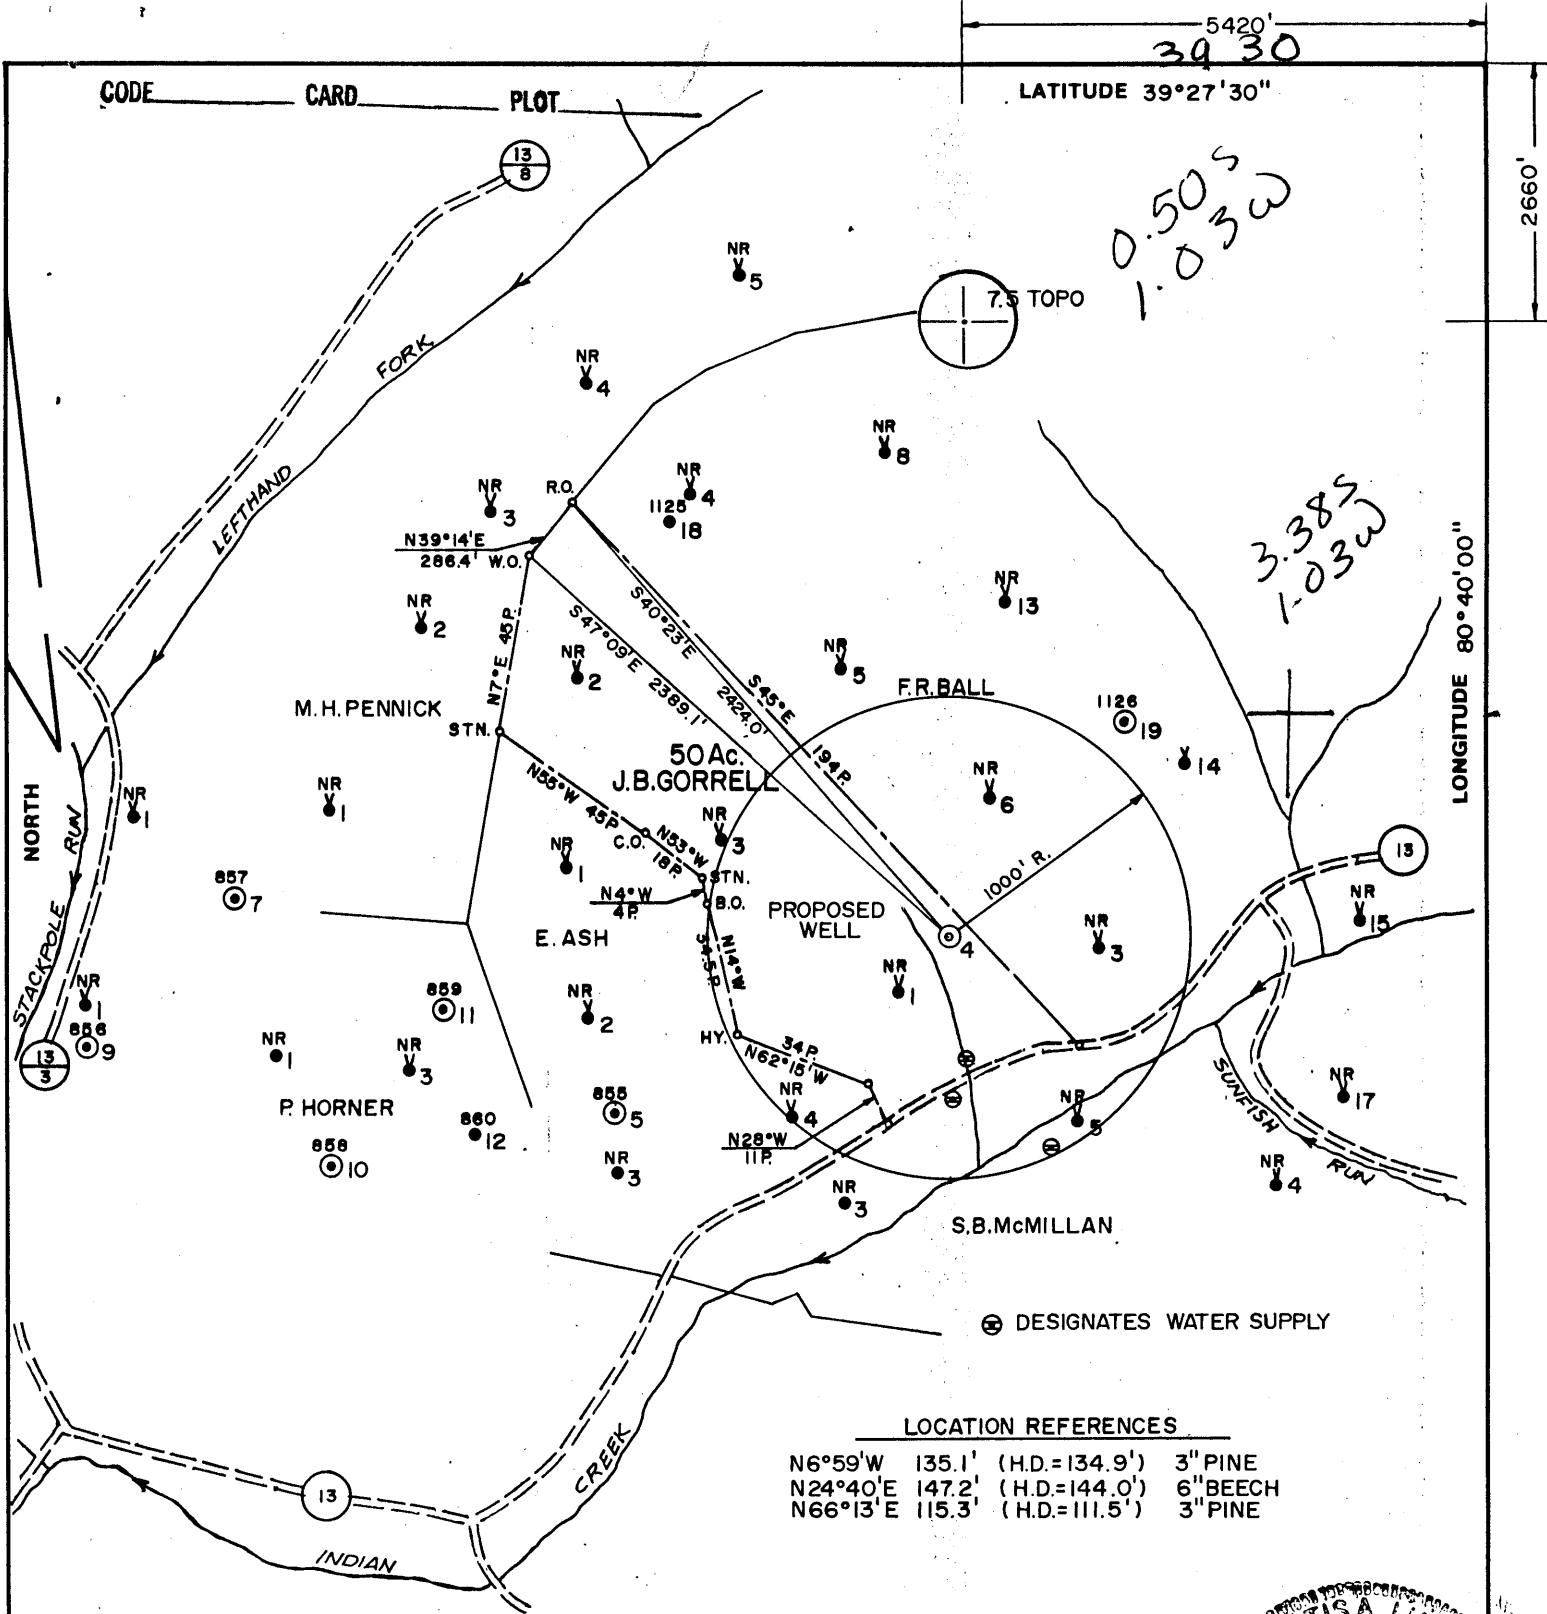 5420'
39 30
CODE CARD PLOT
LATITUDE 39°27'30"
2660'
0.50 S
1.03 W
13
8
NR
5
7.5 TOPO
FORK
NR
4
NR
8
LEFTHAND
NR
3
R.O.
NR
4
1125
18
3.38 S
1.03 W
N39°14'E
286.4'
W.O.
NR
2
N7°E 45P.
S40°23'E 2424.0'
S47°09'E 2389.1'
S45°E 194P.
NR
13
NR
2
NR
5
LONGITUDE 80°40'00"
M.H.PENNICK
STN.
F.R.BALL
1126
19
50Ac.
J.B.GORRELL
14
NORTH
NR
1
NR
1
N55°W 45P.
C.O.
N53°W
18P.
NR
3
NR
6
1000' R.
13
RUN
STACKPOLE
857
7
NR
1
STN.
N4°W
4P.
B.O.
PROPOSED
WELL
4
NR
3
NR
15
E. ASH
N14°W
34.5P.
NR
1
NR
1
856
9
859
11
NR
2
HY.
34P.
N62°15'W
13
3
NR
1
NR
3
SUNFISH
RUN
NR
17
P. HORNER
860
12
855
5
NR
4
NR
5
858
10
NR
3
N28°W
11P.
NR
4
NR
3
S.B.McMILLAN
DESIGNATES WATER SUPPLY
LOCATION REFERENCES
N6°59'W 135.1' (H.D.=134.9') 3"PINE
N24°40'E 147.2' (H.D.=144.0') 6"BEECH
N66°13'E 115.3' (H.D.=111.5') 3"PINE
CREEK
13
INDIAN